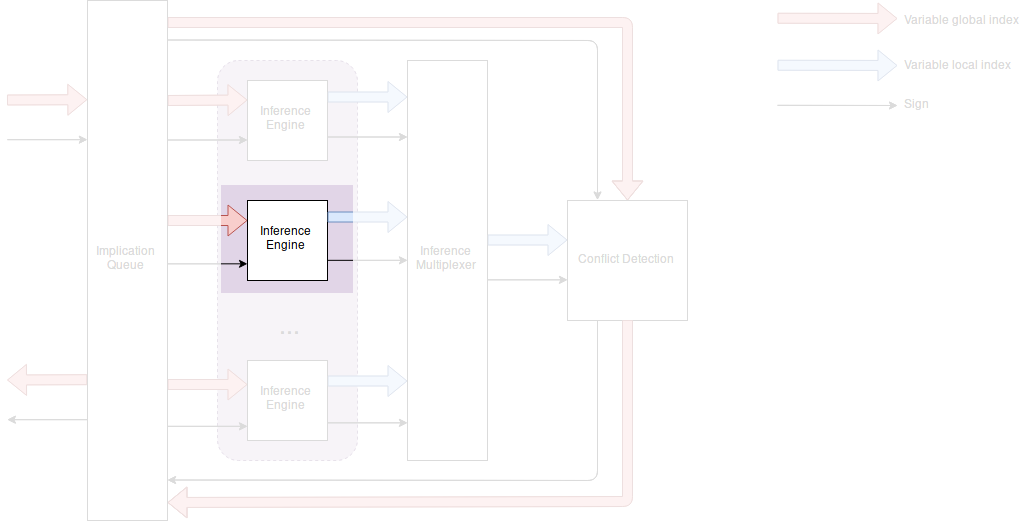 Variable global index
Variable local index
Sign
Inference
Engine
Inference
Engine
Implication
Queue
Inference
Multiplexer
Conflict Detection
...
Inference
Engine